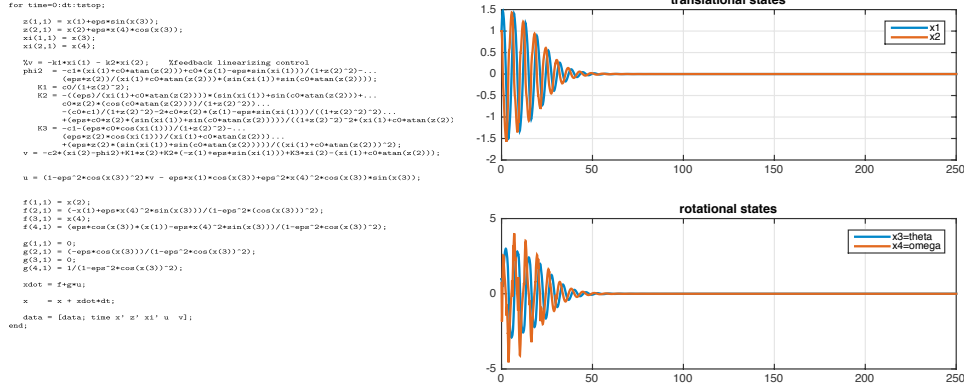 for time=0:dt:tstop;
z(1,1) = x(1)+eps*sin(x(3));
z(2,1) = x(2)+eps*x(4)*cos(x(3));
xi(1,1) = x(3);
xi(2,1) = x(4);
%v = -k1*xi(1) - k2*xi(2); %feedback linearizing control
phi2 = -c1*(xi(1)+c0*atan(z(2)))+c0*(z(1)-eps*sin(xi(1)))/(1+z(2)^2)-...
(eps*z(2))/(xi(1)+c0*atan(z(2)))*(sin(xi(1))+sin(c0*atan(z(2))));
K1 = c0/(1+z(2)^2);
K2 = -((eps)/(xi(1)+c0*atan(z(2))))*(sin(xi(1))+sin(c0*atan(z(2)))+...
c0*z(2)*(cos(c0*atan(z(2))))/(1+z(2)^2)...
-(c0*c1)/(1+z(2)^2)-2*c0*z(2)*(z(1)-eps*sin(xi(1)))/((1+z(2)^2)^2)...
+(eps*c0*z(2)*(sin(xi(1))+sin(c0*atan(z(2)))))/((1+z(2)^2)*(xi(1)+c0*atan(z(2)))
K3 = -c1-(eps*c0*cos(xi(1)))/(1+z(2)^2)-...
(eps*z(2)*cos(xi(1)))/(xi(1)+c0*atan(z(2)))...
+(eps*z(2)*(sin(xi(1))+sin(c0*atan(z(2)))))/((xi(1)+c0*atan(z(2)))^2);
v = -c2*(xi(2)-phi2)+K1*z(2)+K2*(-z(1)+eps*sin(xi(1)))+K3*xi(2)-(xi(1)+c0*atan(z(2)));
u = (1-eps^2*cos(x(3))^2)*v - eps*x(1)*cos(x(3))+eps^2*x(4)^2*cos(x(3))*sin(x(3));
f(1,1) = x(2);
f(2,1) = (-x(1)+eps*x(4)^2*sin(x(3)))/(1-eps^2*(cos(x(3)))^2);
f(3,1) = x(4);
f(4,1) = (eps*cos(x(3))*(x(1)-eps*x(4)^2*sin(x(3)))/(1-eps^2*cos(x(3))^2);
g(1,1) = 0;
g(2,1) = (-eps*cos(x(3)))/(1-eps^2*cos(x(3))^2);
g(3,1) = 0;
g(4,1) = 1/(1-eps^2*cos(x(3))^2);
xdot = f+g*u;
x = x + xdot*dt;
data = [data; time x' z' xi' u v];
end;
translational states
1.5
1
0.5
0
-0.5
-1
-1.5
-2
x1
x2
0 50 100 150 200 250
rotational states
5
0
-5
x3=theta
x4=omega
0 50 100 150 200 250